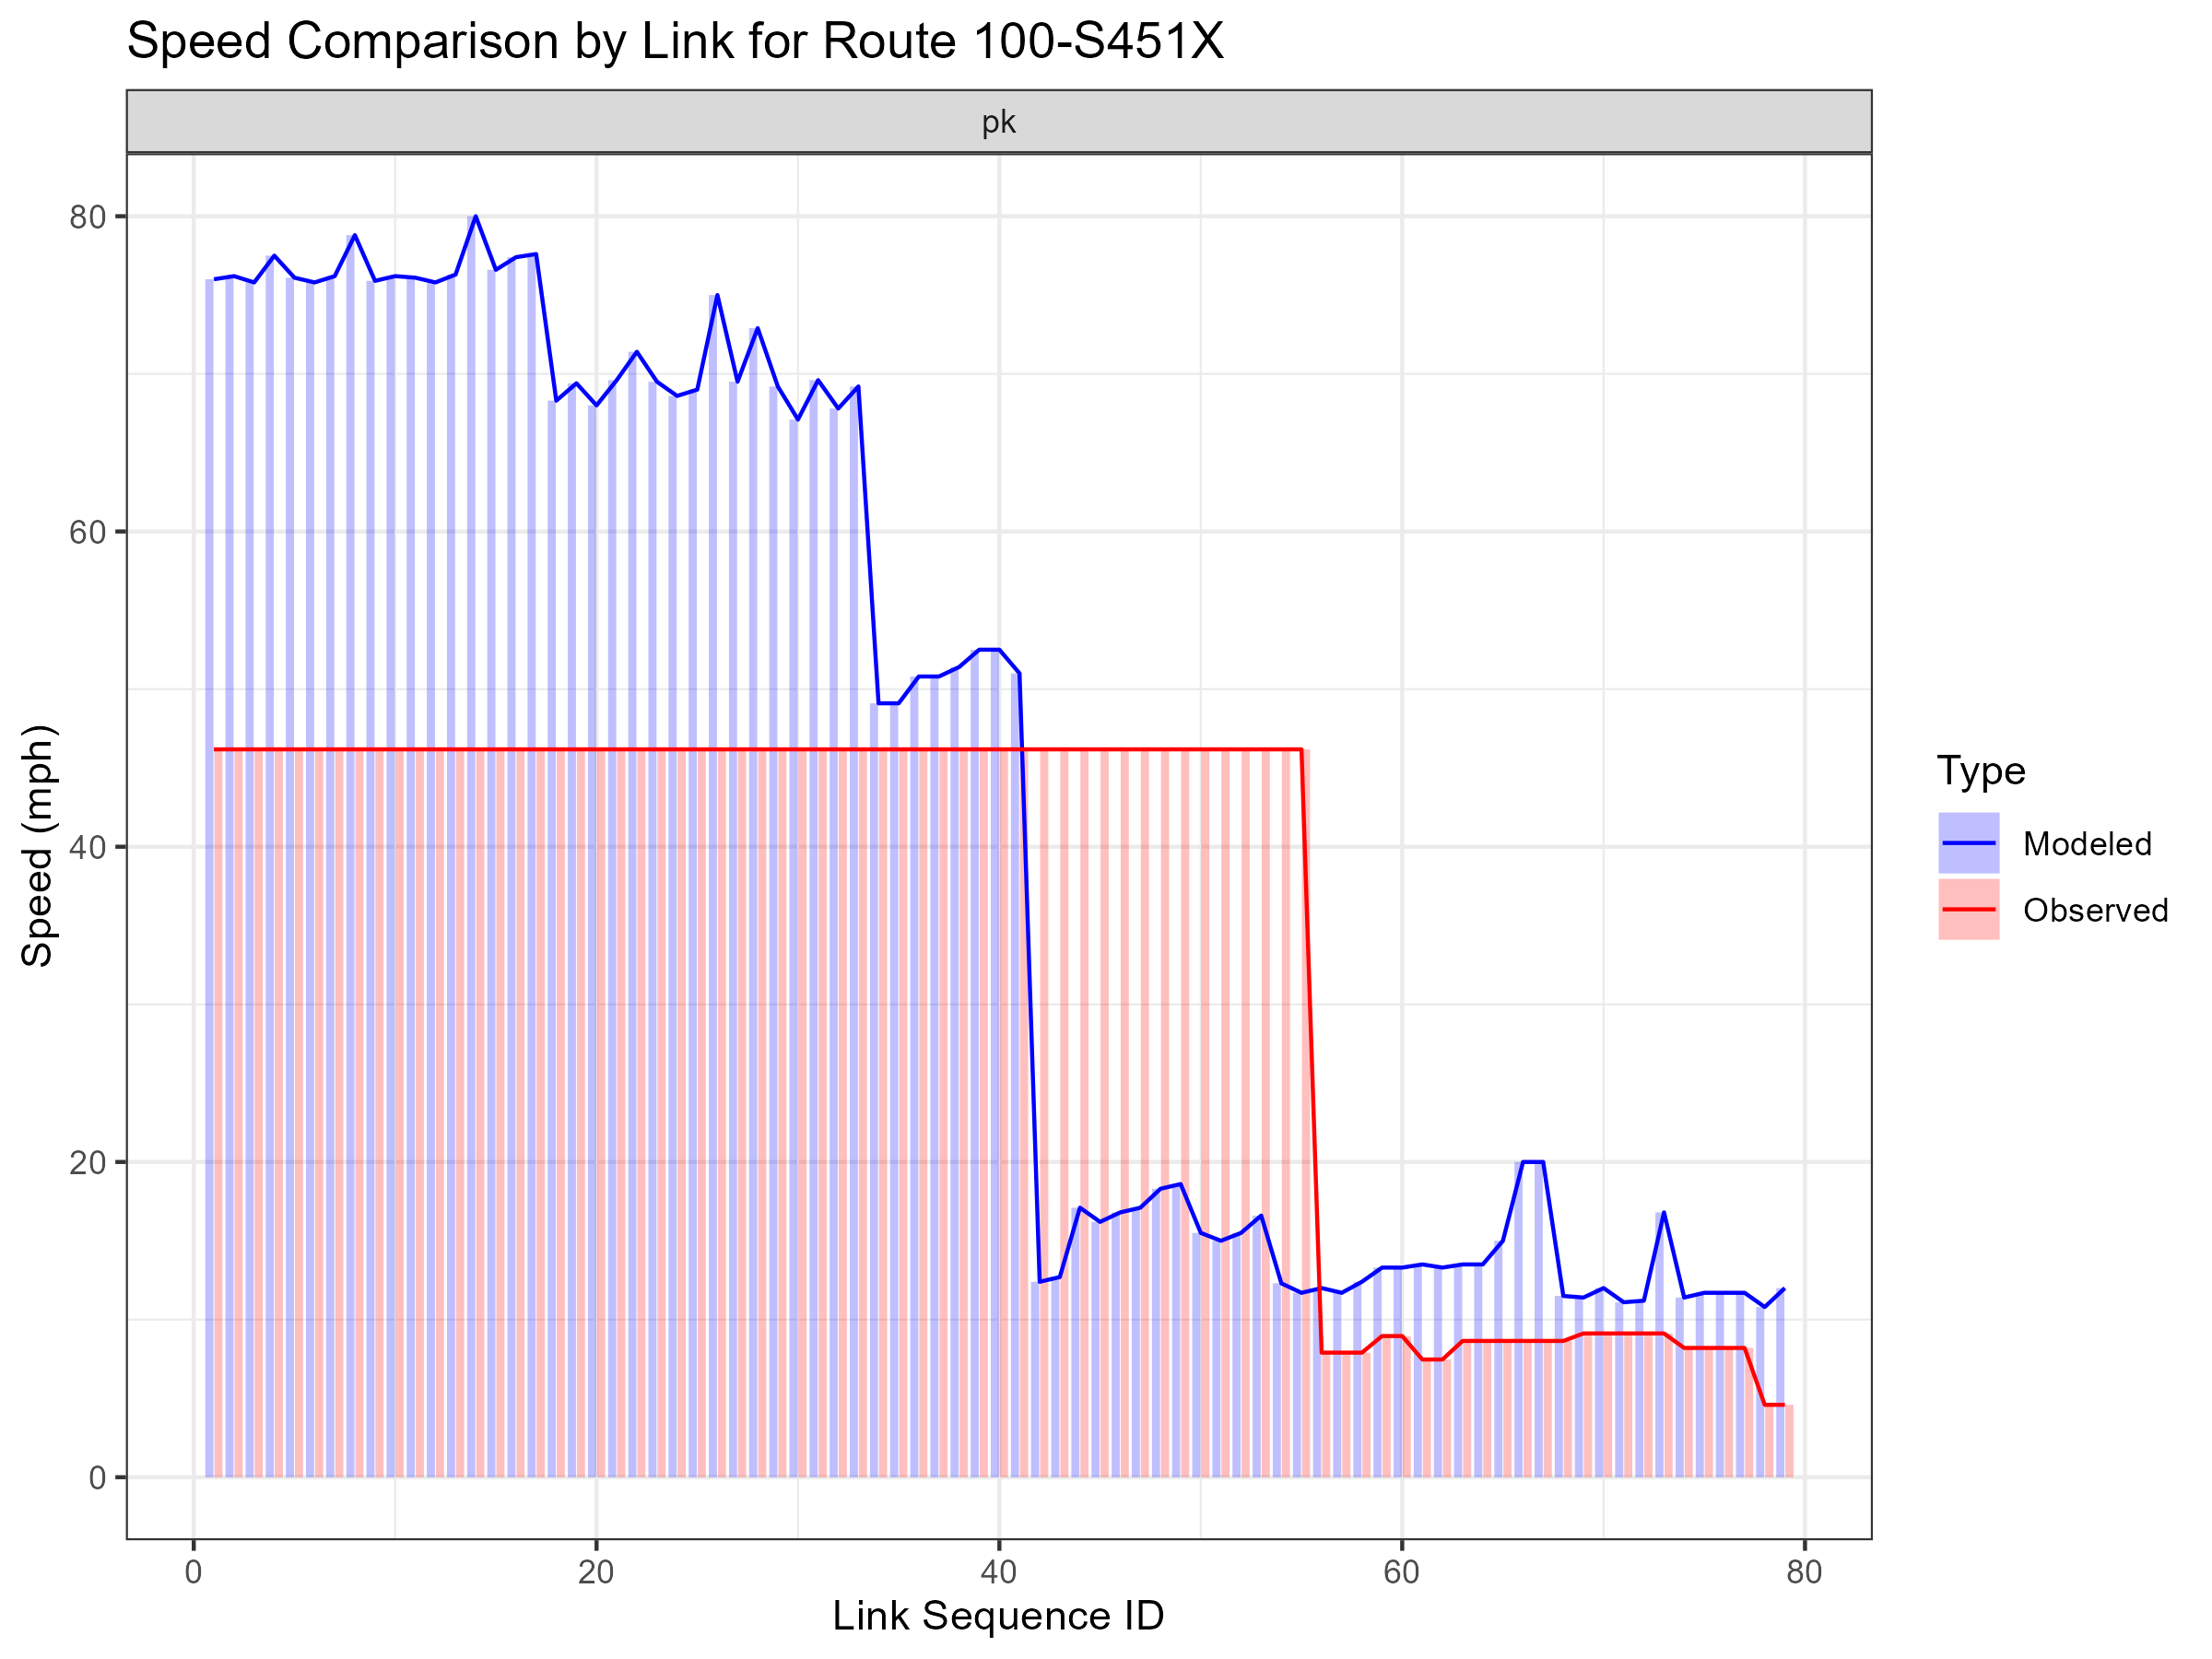 Speed Comparison by Link for Route 100-S451X
pk
80
60
40
20
0
Speed (mph)
0 20 40 60 80
Link Sequence ID
Type
Modeled
Observed